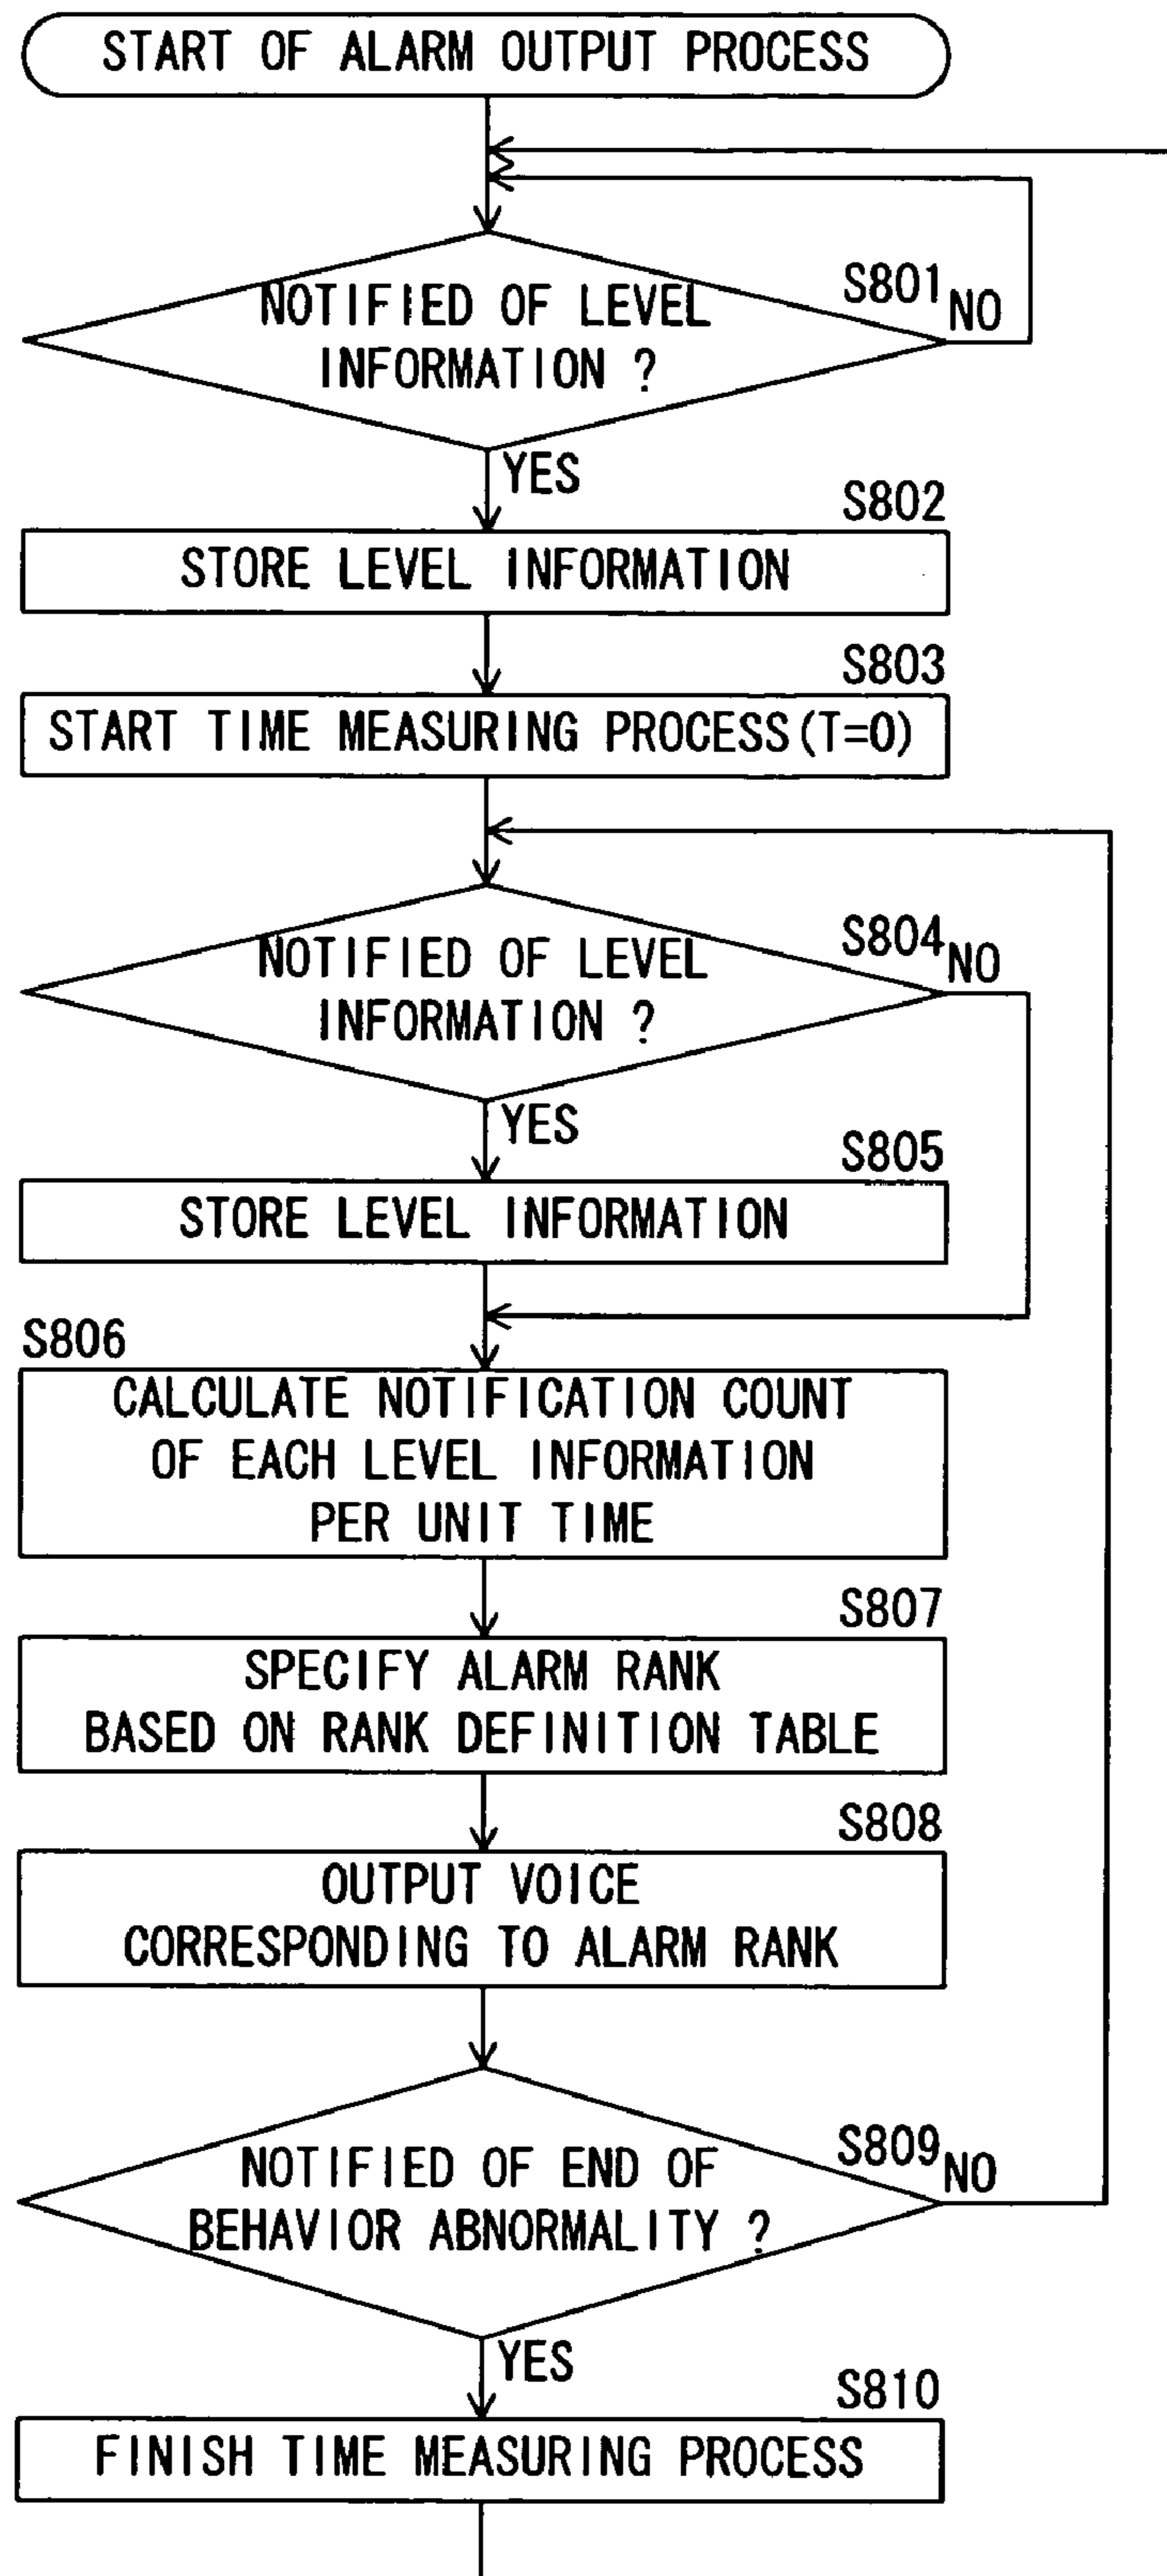 START OF ALARM OUTPUT PROCESS
S801
NO
NOTIFIED OF LEVEL
INFORMATION ?
YES
S802
STORE LEVEL INFORMATION
S803
START TIME MEASURING PROCESS(T=0)
S804
NO
NOTIFIED OF LEVEL
INFORMATION ?
YES
S805
STORE LEVEL INFORMATION
S806
CALCULATE NOTIFICATION COUNT
OF EACH LEVEL INFORMATION
PER UNIT TIME
S807
SPECIFY ALARM RANK
BASED ON RANK DEFINITION TABLE
S808
OUTPUT VOICE
CORRESPONDING TO ALARM RANK
S809
NO
NOTIFIED OF END OF
BEHAVIOR ABNORMALITY ?
YES
S810
FINISH TIME MEASURING PROCESS